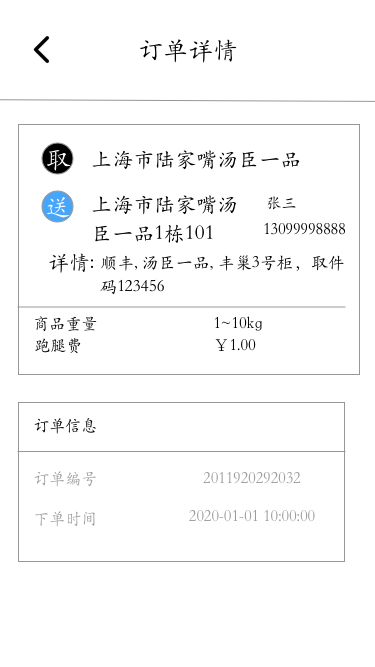 订单详情
取 上海市陆家嘴汤臣一品
送 上海市陆家嘴汤 张三
臣一品1栋101 13099998888
详情: 顺丰,汤臣一品,丰巢3号柜，取件
码123456
商品重量 1~10kg
跑腿费 ￥1.00
订单信息
订单编号 2011920292032
下单时间 2020-01-01 10:00:00